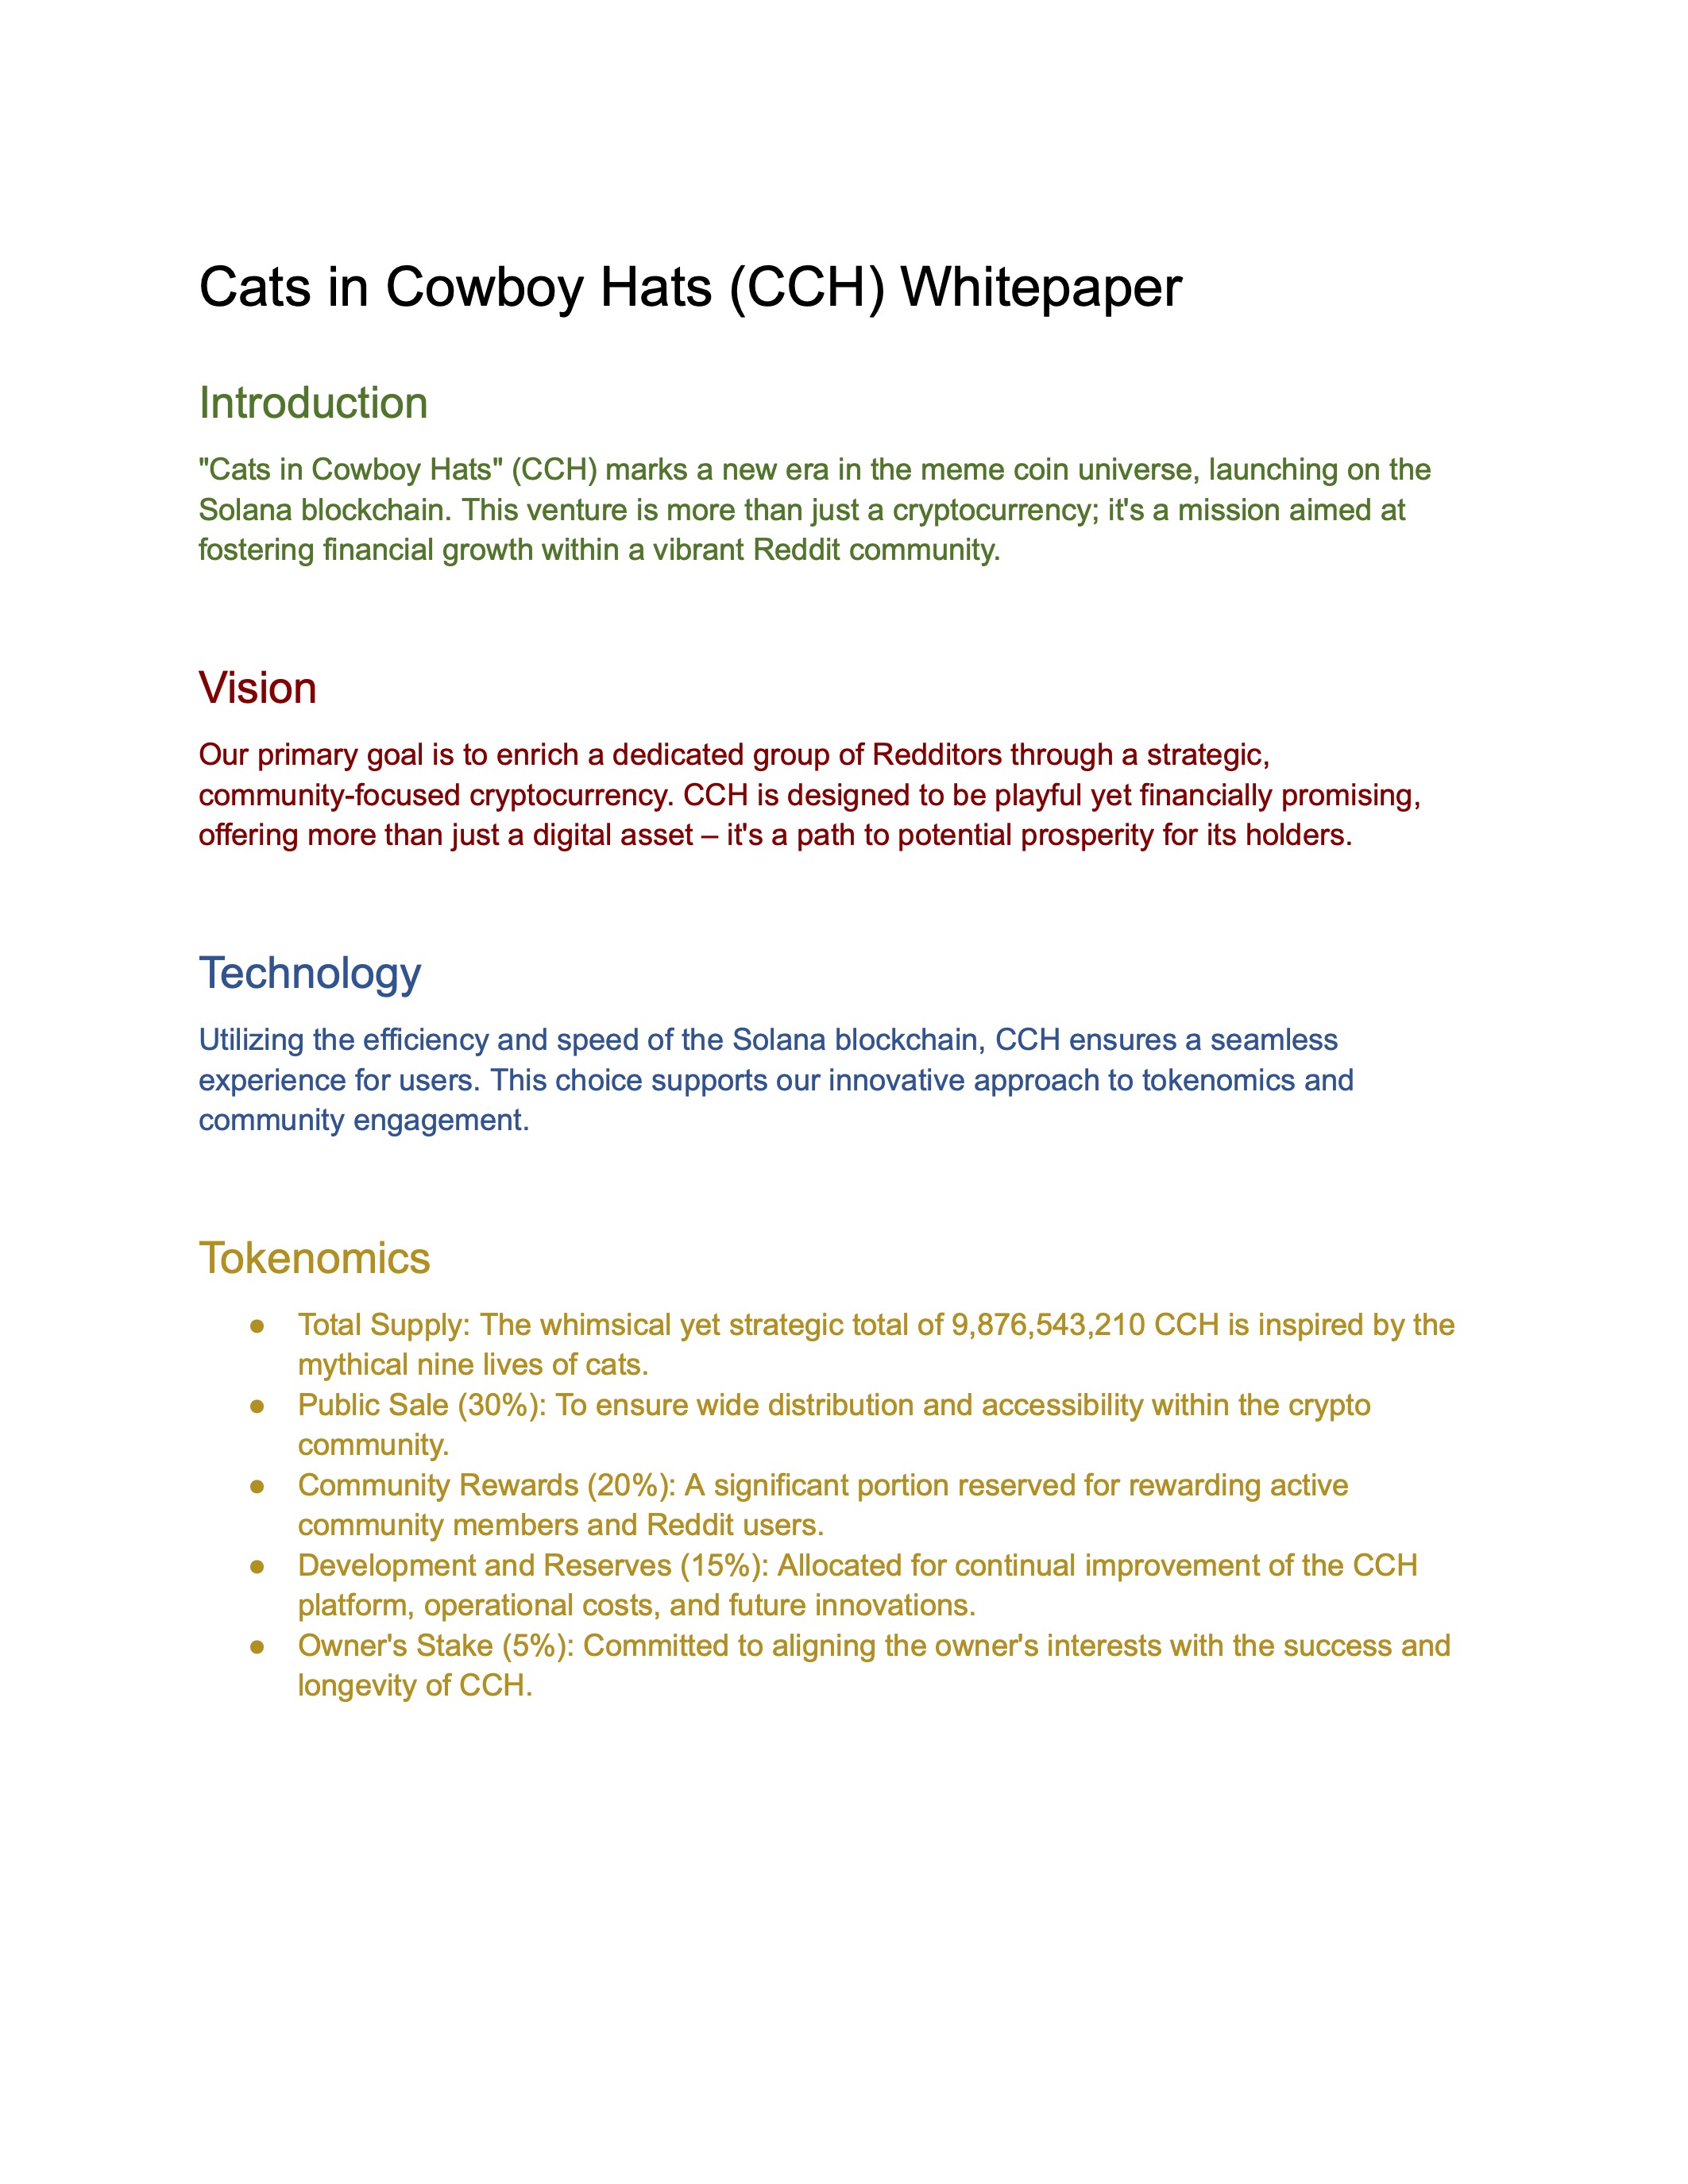 Cats in Cowboy Hats (CCH) Whitepaper
Introduction
"Cats in Cowboy Hats" (CCH) marks a new era in the meme coin universe, launching on the
Solana blockchain. This venture is more than just a cryptocurrency; it's a mission aimed at
fostering financial growth within a vibrant Reddit community.
Vision
Our primary goal is to enrich a dedicated group of Redditors through a strategic,
community-focused cryptocurrency. CCH is designed to be playful yet financially promising,
offering more than just a digital asset – it's a path to potential prosperity for its holders.
Technology
Utilizing the efficiency and speed of the Solana blockchain, CCH ensures a seamless
experience for users. This choice supports our innovative approach to tokenomics and
community engagement.
Tokenomics
● Total Supply: The whimsical yet strategic total of 9,876,543,210 CCH is inspired by the
mythical nine lives of cats.
● Public Sale (30%): To ensure wide distribution and accessibility within the crypto
community.
● Community Rewards (20%): A significant portion reserved for rewarding active
community members and Reddit users.
● Development and Reserves (15%): Allocated for continual improvement of the CCH
platform, operational costs, and future innovations.
● Owner's Stake (5%): Committed to aligning the owner's interests with the success and
longevity of CCH.